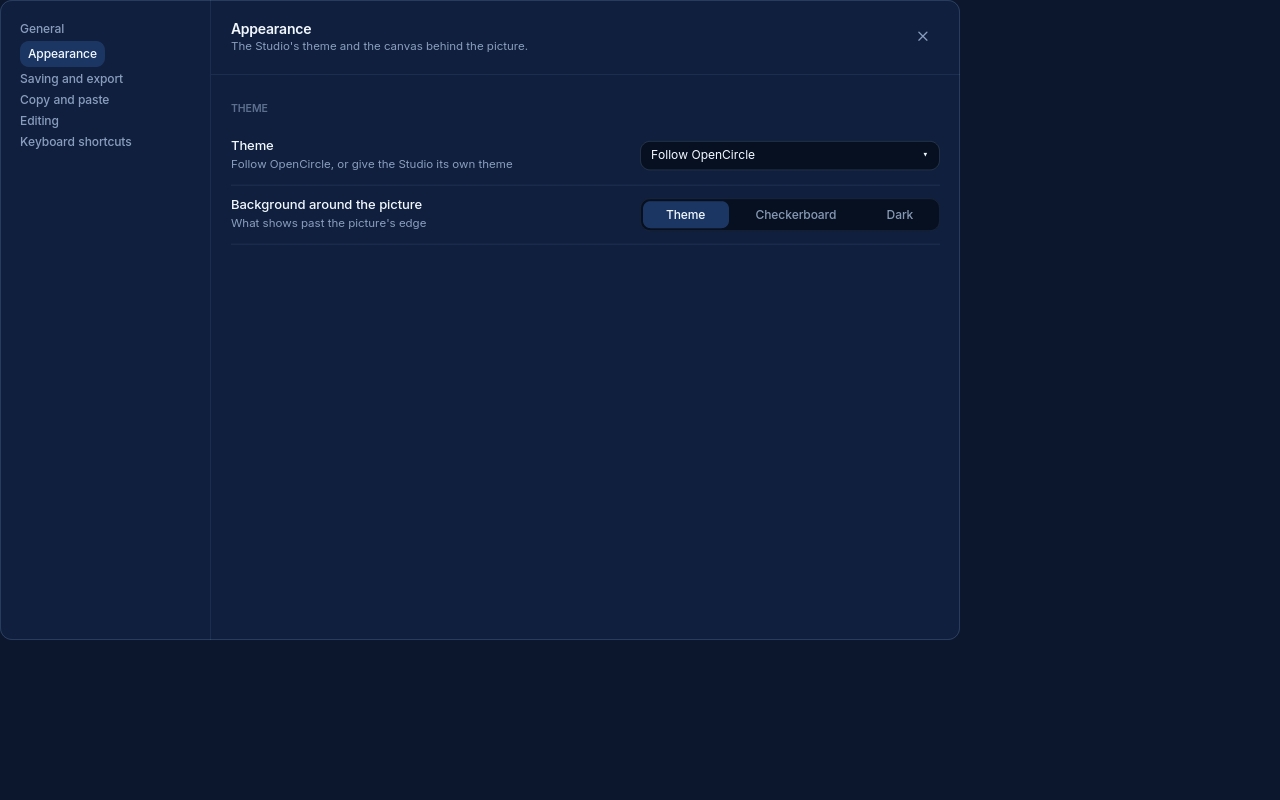 General
Appearance
Saving and export
Copy and paste
Editing
Keyboard shortcuts
Appearance
The Studio's theme and the canvas behind the picture.
THEME
Theme
Follow OpenCircle, or give the Studio its own theme
Follow OpenCircle
Background around the picture
What shows past the picture's edge
Theme
Checkerboard
Dark